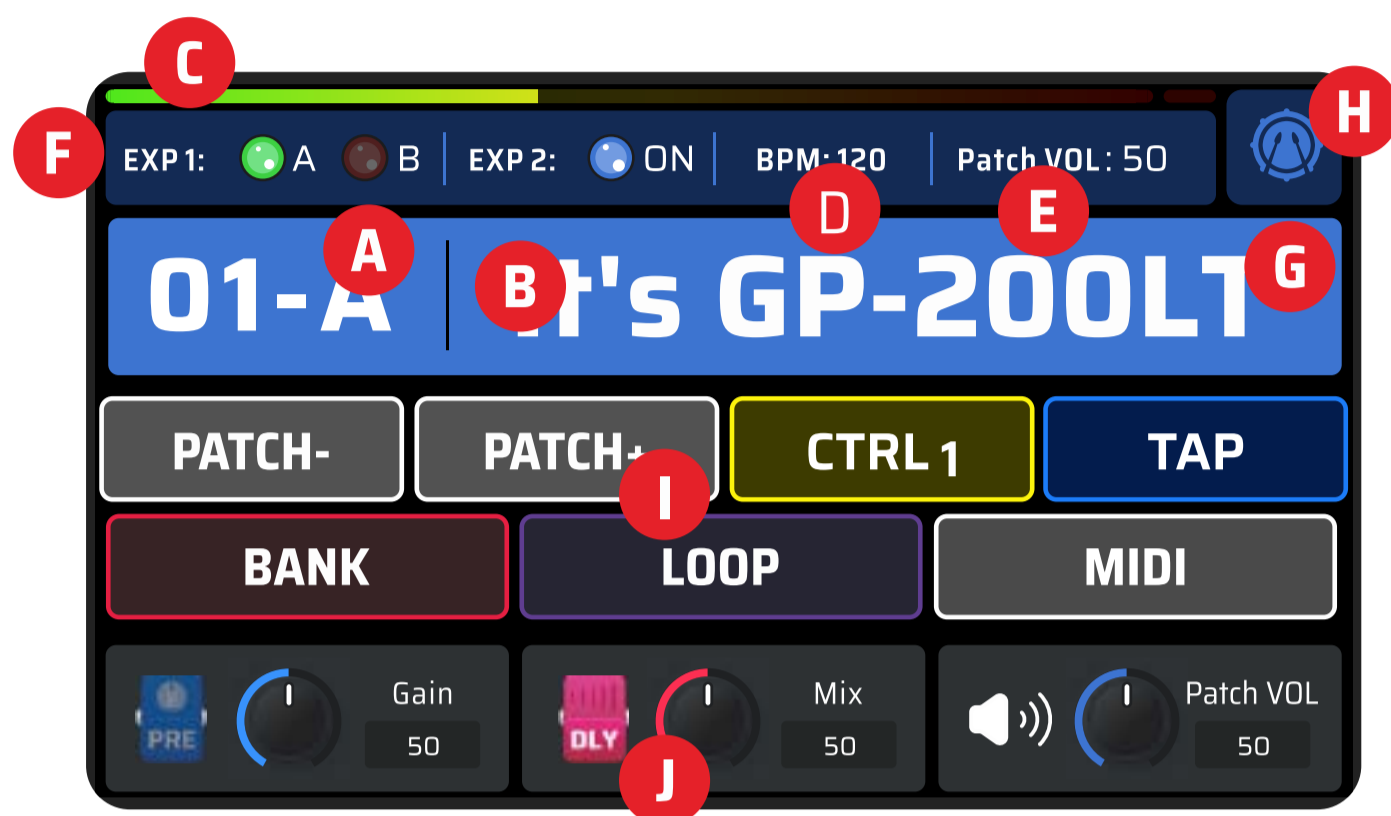 C
H
F
EXP 1: A B EXP 2: ON BPM: 120 Patch VOL: 50
D E
A B G
01-A It's GP-200LT
PATCH- PATCH+ CTRL 1 TAP
I
BANK LOOP MIDI
PRE Gain 50
DLY Mix 50
Patch VOL 50
J